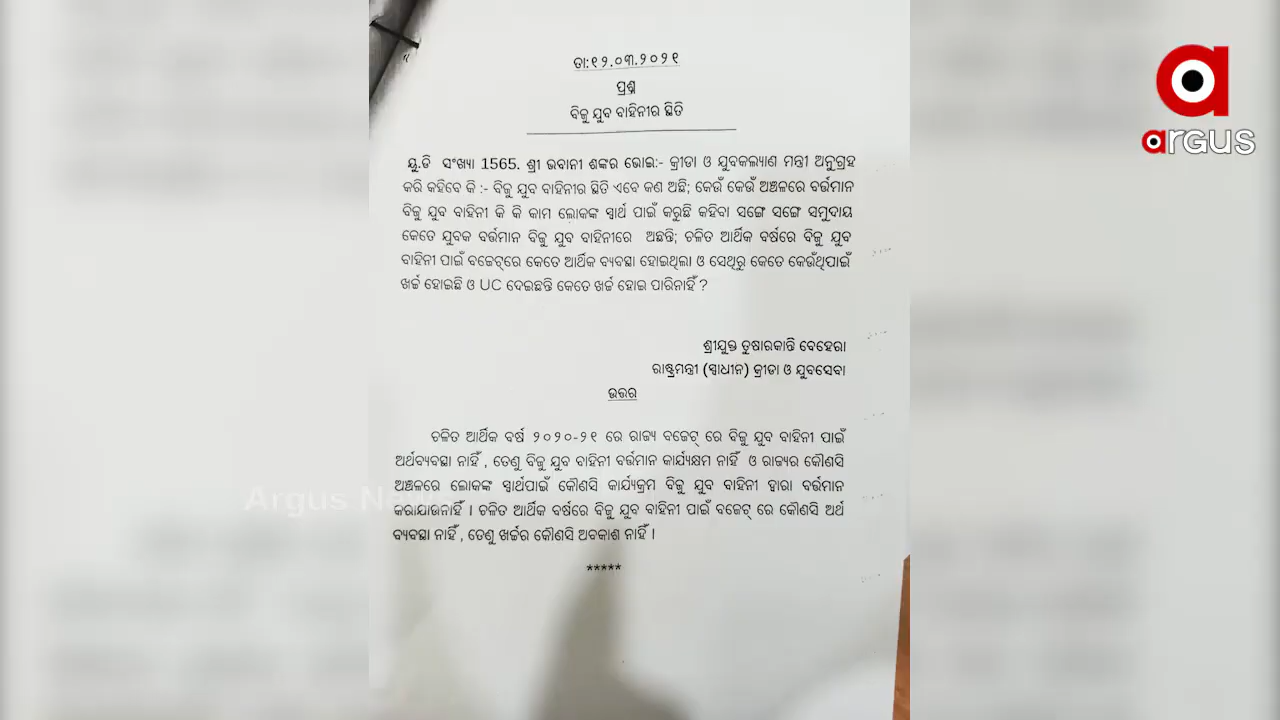 ତା:୧୨.୦୩.୨୦୨୧
ପ୍ରଶ୍ନ
ବିଜୁ ଯୁବ ବାହିନୀର ସ୍ଥିତି
ୟୁ.ଡି ସଂଖ୍ୟା 1565. ଶ୍ରୀ ଭବାନୀ ଶଙ୍କର ଭୋଇ:- କ୍ରୀଡା ଓ ଯୁବକଲ୍ୟାଣ ମନ୍ତ୍ରୀ ଅନୁଗ୍ରହ
କରି କହିବେ କି :- ବିଜୁ ଯୁବ ବାହିନୀର ସ୍ଥିତି ଏବେ କଣ ଅଛି; କେଉଁ କେଉଁ ଅଞ୍ଚଳରେ ବର୍ତ୍ତମାନ
ବିଜୁ ଯୁବ ବାହିନୀ କି କି କାମ ଲୋକଙ୍କ ସ୍ୱାର୍ଥ ପାଇଁ କରୁଛି କହିବା ସଙ୍ଗେ ସଙ୍ଗେ ସମୁଦାୟ
କେତେ ଯୁବକ ବର୍ତ୍ତମାନ ବିଜୁ ଯୁବ ବାହିନୀରେ ଅଛନ୍ତି; ଚଳିତ ଆର୍ଥିକ ବର୍ଷରେ ବିଜୁ ଯୁବ
ବାହିନୀ ପାଇଁ ବଜେଟ୍‌ରେ କେତେ ଆର୍ଥିକ ବ୍ୟବସ୍ଥା ହୋଇଥିଲା ଓ ସେଥିରୁ କେତେ କେଉଁଥିପାଇଁ
ଖର୍ଚ୍ଚ ହୋଇଛି ଓ UC ଦେଇଛନ୍ତି କେତେ ଖର୍ଚ୍ଚ ହୋଇ ପାରିନାହିଁ ?
ଶ୍ରୀଯୁକ୍ତ ତୁଷାରକାନ୍ତି ବେହେରା
ରାଷ୍ଟ୍ରମନ୍ତ୍ରୀ (ସ୍ୱାଧୀନ) କ୍ରୀଡା ଓ ଯୁବସେବା
ଉତ୍ତର
ଚଳିତ ଆର୍ଥିକ ବର୍ଷ ୨୦୨୦-୨୧ ରେ ରାଜ୍ୟ ବଜେଟ୍ ରେ ବିଜୁ ଯୁବ ବାହିନୀ ପାଇଁ
ଅର୍ଥବ୍ୟବସ୍ଥା ନାହିଁ , ତେଣୁ ବିଜୁ ଯୁବ ବାହିନୀ ବର୍ତ୍ତମାନ କାର୍ଯ୍ୟକ୍ଷମ ନାହିଁ ଓ ରାଜ୍ୟର କୌଣସି
ଅଞ୍ଚଳରେ ଲୋକଙ୍କ ସ୍ୱାର୍ଥପାଇଁ କୌଣସି କାର୍ଯ୍ୟକ୍ରମ ବିଜୁ ଯୁବ ବାହିନୀ ଦ୍ୱାରା ବର୍ତ୍ତମାନ
କରାଯାଉନାହିଁ । ଚଳିତ ଆର୍ଥିକ ବର୍ଷରେ ବିଜୁ ଯୁବ ବାହିନୀ ପାଇଁ ବଜେଟ୍ ରେ କୌଣସି ଅର୍ଥ
ବ୍ୟବସ୍ଥା ନାହିଁ , ତେଣୁ ଖର୍ଚ୍ଚର କୌଣସି ଅବକାଶ ନାହିଁ ।
*****
argus
Argus News